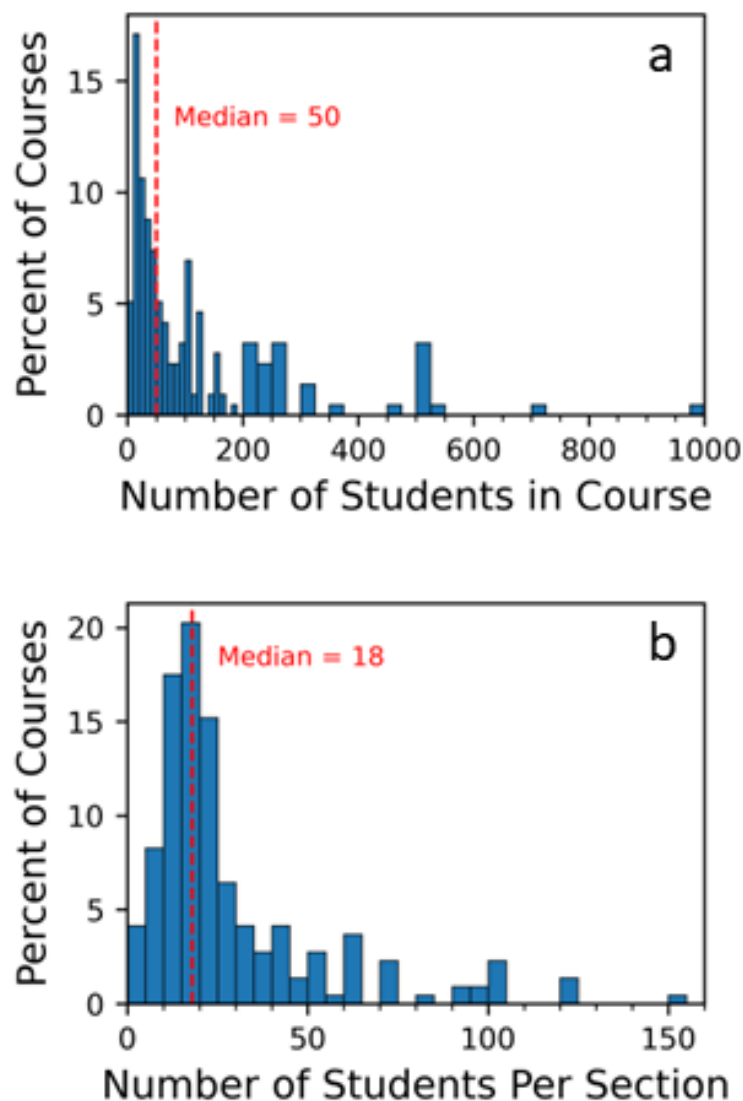 a
Percent of Courses
15
10
5
0
Median = 50
0 200 400 600 800 1000
Number of Students in Course
b
Percent of Courses
20
15
10
5
0
Median = 18
0 50 100 150
Number of Students Per Section